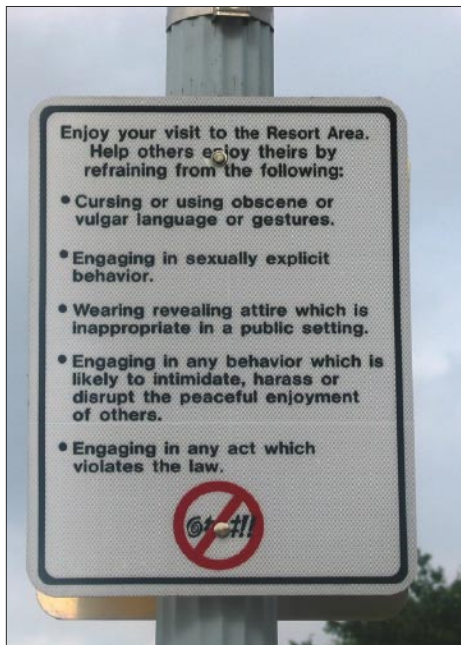 Enjoy your visit to the Resort Area.
Help others enjoy theirs by
refraining from the following:
• Cursing or using obscene or
vulgar language or gestures.
• Engaging in sexually explicit
behavior.
• Wearing revealing attire which is
inappropriate in a public setting.
• Engaging in any behavior which is
likely to intimidate, harass or
disrupt the peaceful enjoyment
of others.
• Engaging in any act which
violates the law.